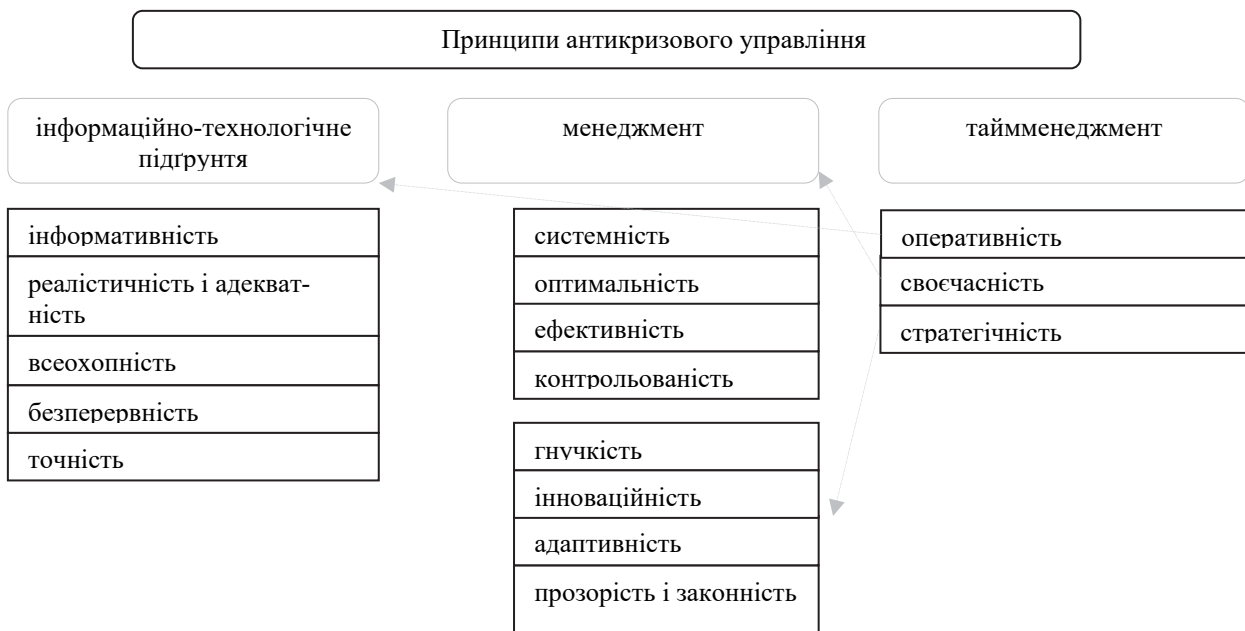 Принципи антикризового управління
інформаційно-технологічне
підґрунтя
менеджмент
таймменеджмент
інформативність
реалістичність і адекват-
ність
всеохопність
безперервність
точність
системність
оптимальність
ефективність
контрольованість
гнучкість
інноваційність
адаптивність
прозорість і законність
оперативність
своєчасність
стратегічність